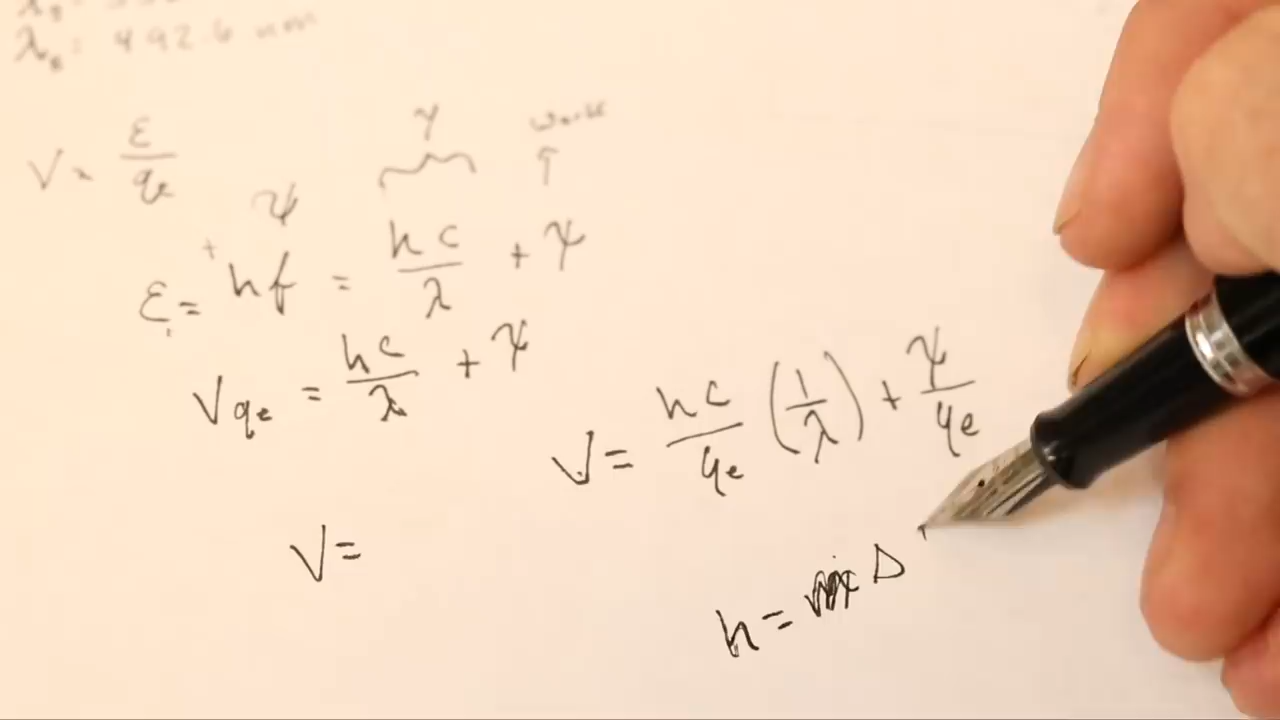 λ₈: 492.6 nm
V = ε/qe
γ work
ψ ↑
ε = + hf = hc/λ + ψ
Vqe = hc/λ + ψ
V = hc/qe (1/λ) + ψ/qe
V =
h = Δ